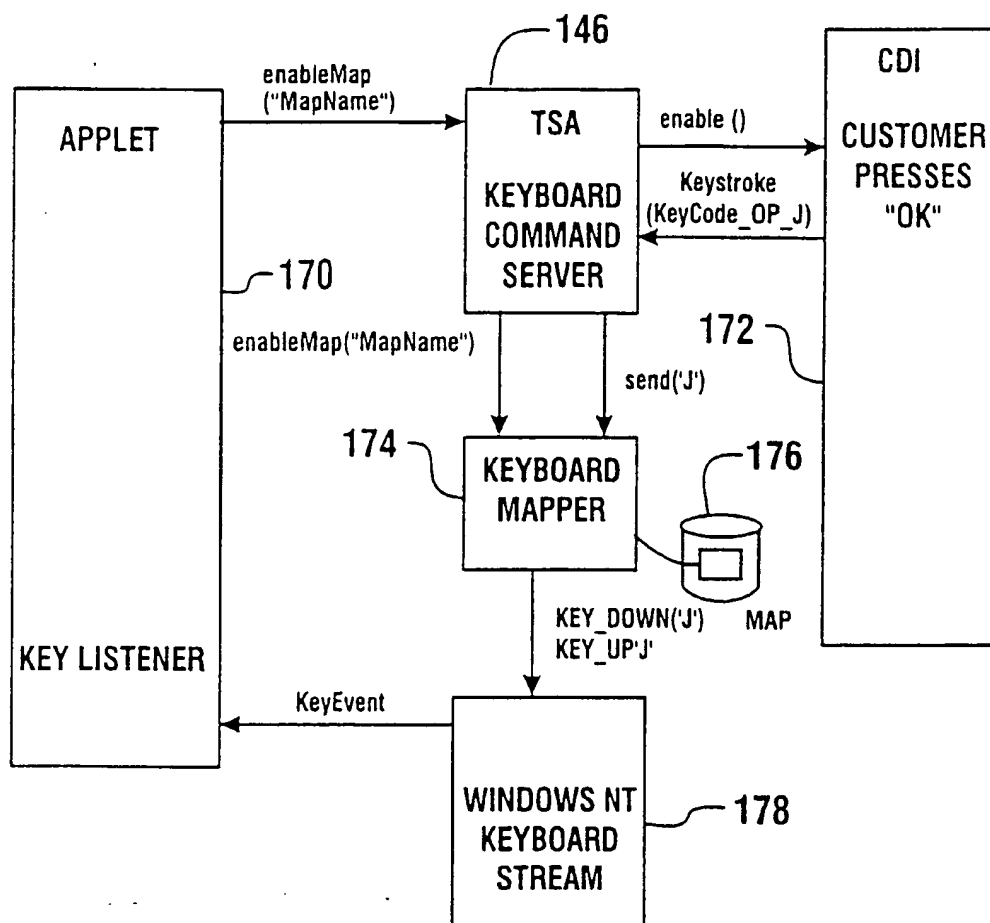 146
enableMap
("MapName")
APPLET
TSA
KEYBOARD
COMMAND
SERVER
enable ()
Keystroke
(KeyCode_OP_J)
CDI
CUSTOMER
PRESSES
"OK"
170
172
enableMap("MapName")
send('J')
174
KEYBOARD
MAPPER
176
MAP
KEY_DOWN('J')
KEY_UP'J'
KEY LISTENER
KeyEvent
WINDOWS NT
KEYBOARD
STREAM
178